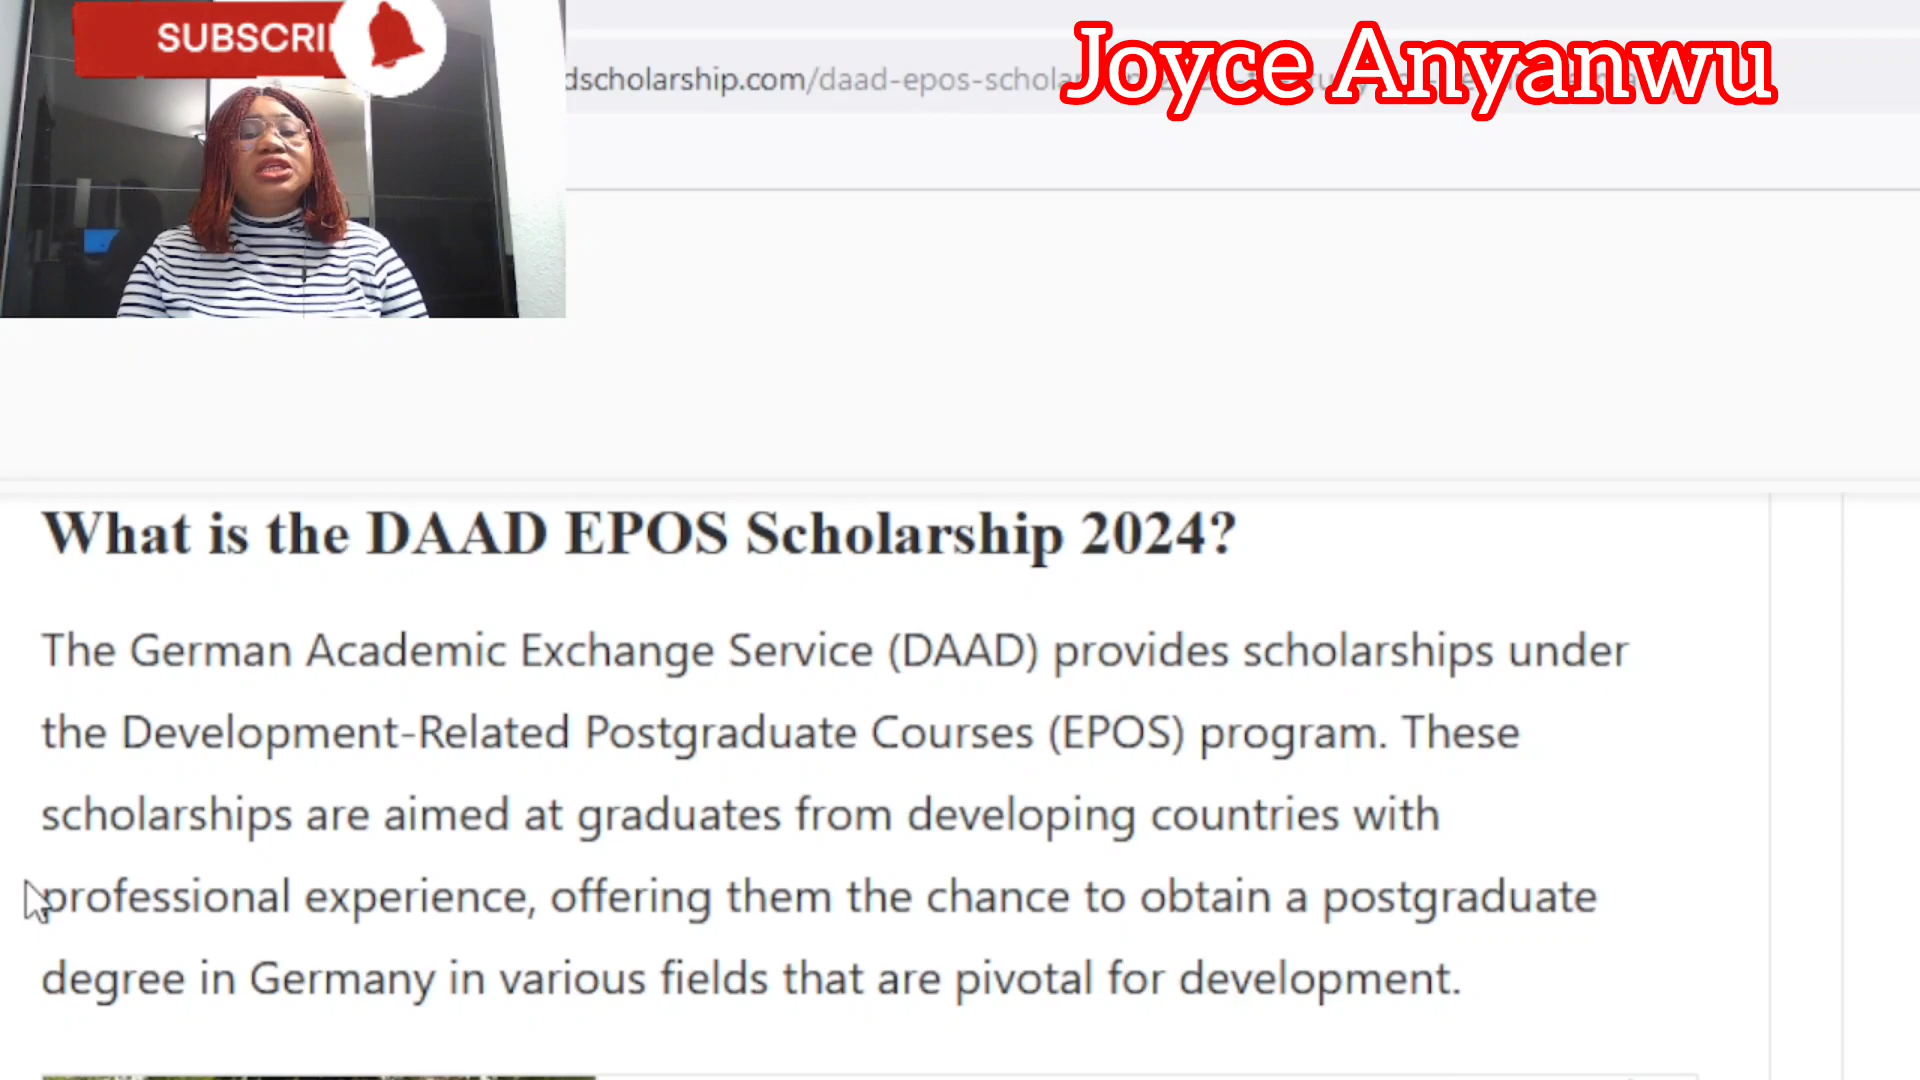 SUBSCRI
Joyce Anyanwu
dscholarship.com/daad-epos-schola
What is the DAAD EPOS Scholarship 2024?
The German Academic Exchange Service (DAAD) provides scholarships under
the Development-Related Postgraduate Courses (EPOS) program. These
scholarships are aimed at graduates from developing countries with
professional experience, offering them the chance to obtain a postgraduate
degree in Germany in various fields that are pivotal for development.